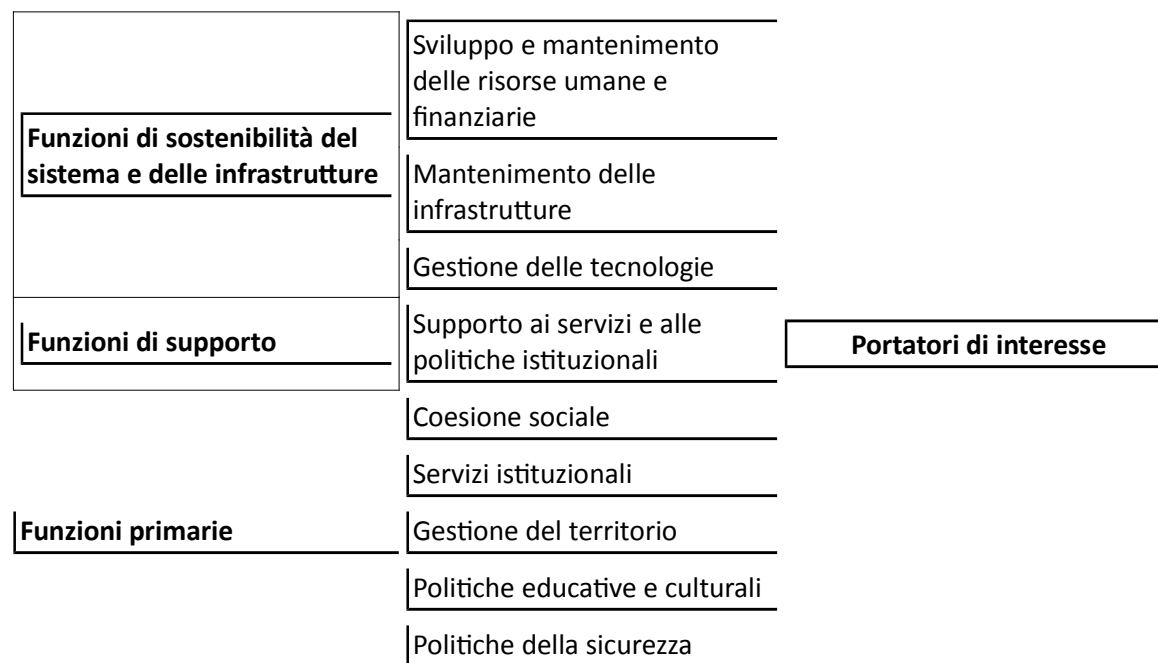 Funzioni di sostenibilità del
sistema e delle infrastrutture
Sviluppo e mantenimento
delle risorse umane e
finanziarie
Mantenimento delle
infrastrutture
Gestione delle tecnologie
Funzioni di supporto
Supporto ai servizi e alle
politiche istituzionali
Portatori di interesse
Funzioni primarie
Coesione sociale
Servizi istituzionali
Gestione del territorio
Politiche educative e culturali
Politiche della sicurezza